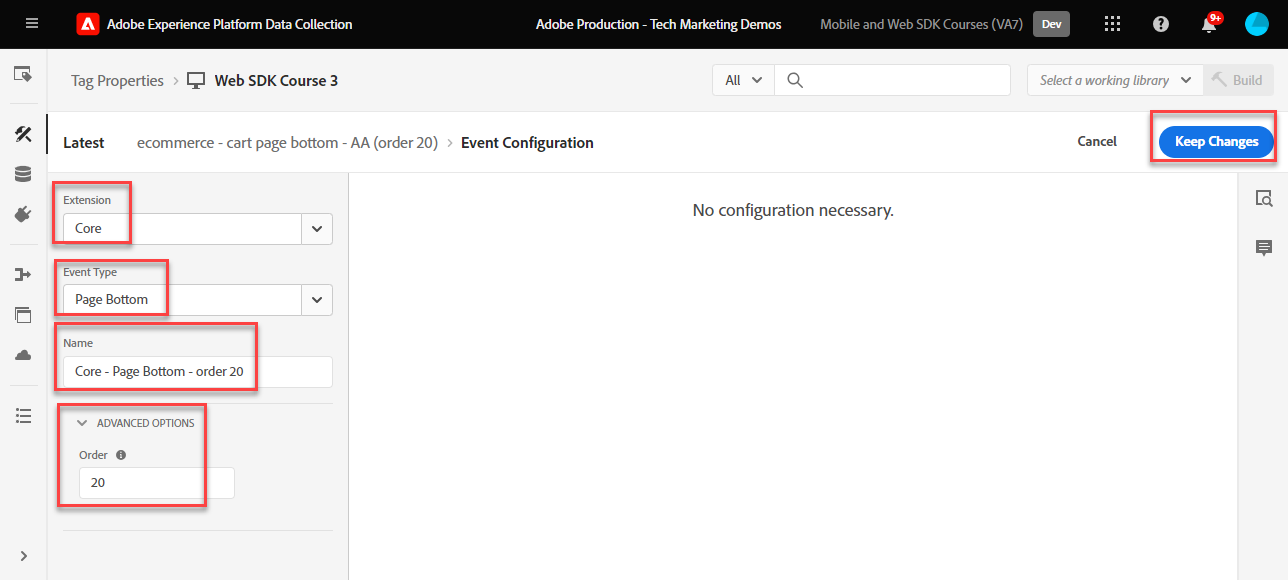 Adobe Experience Platform Data Collection
Adobe Production - Tech Marketing Demos
Mobile and Web SDK Courses (VA7)
Dev
9+
Tag Properties > Web SDK Course 3
All
Select a working library
Build
Latest
ecommerce - cart page bottom - AA (order 20) > Event Configuration
Cancel
Keep Changes
Extension
Core
Event Type
Page Bottom
Name
Core - Page Bottom - order 20
ADVANCED OPTIONS
Order
20
No configuration necessary.